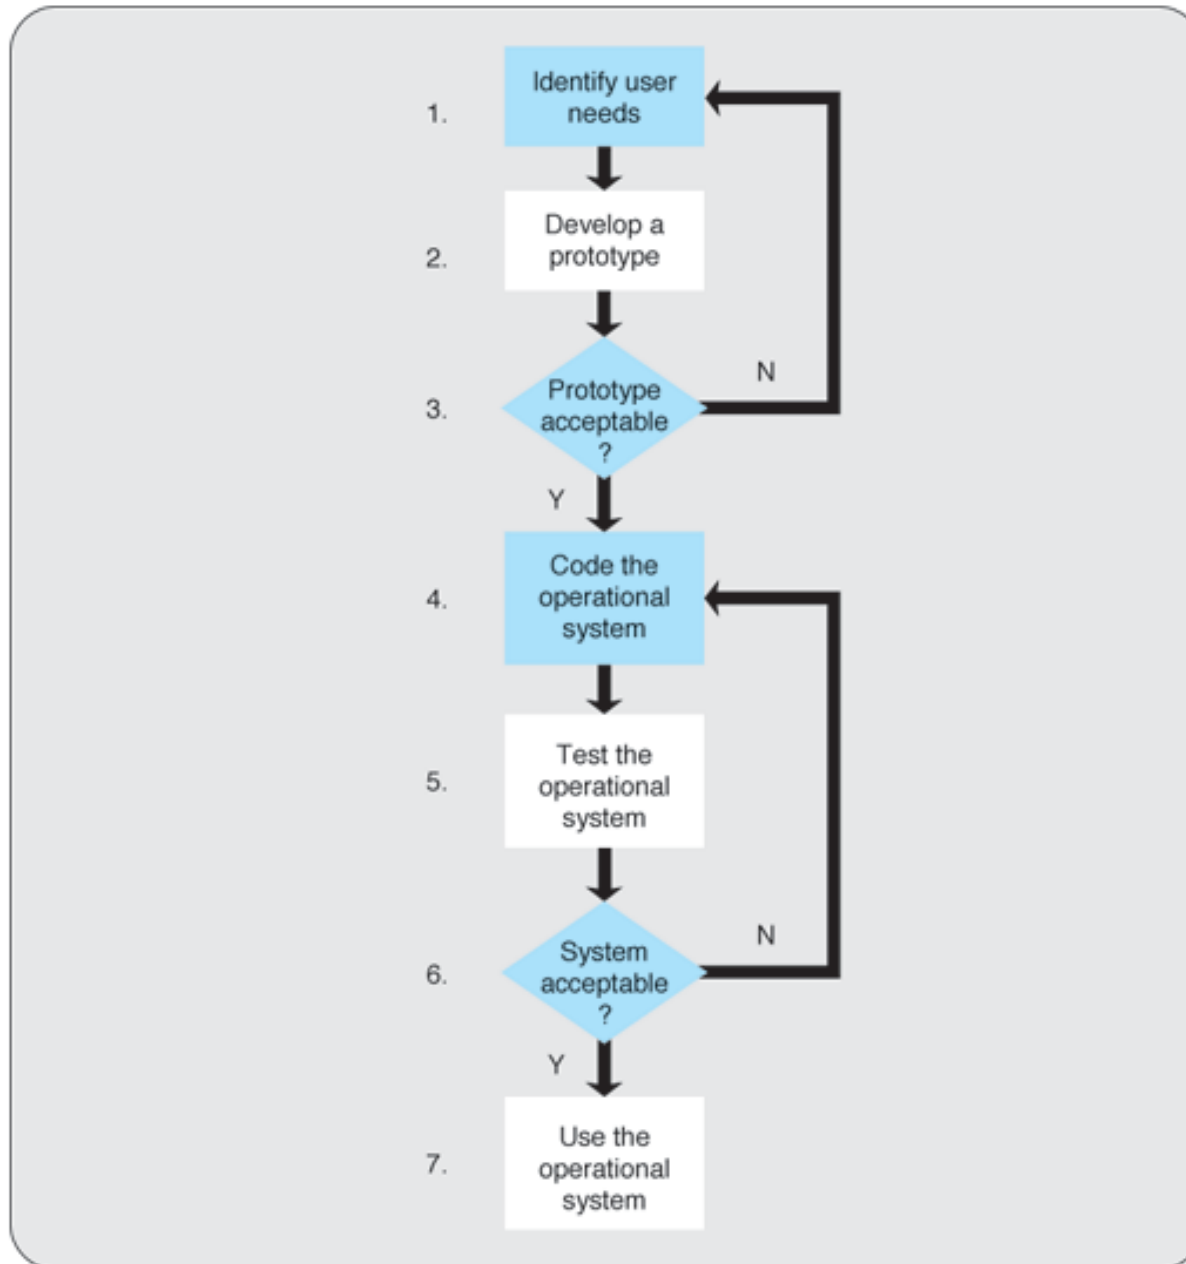 1.
Identify user
needs
2.
Develop a
prototype
3.
Prototype
acceptable
?
N
Y
4.
Code the
operational
system
5.
Test the
operational
system
6.
System
acceptable
?
N
Y
7.
Use the
operational
system